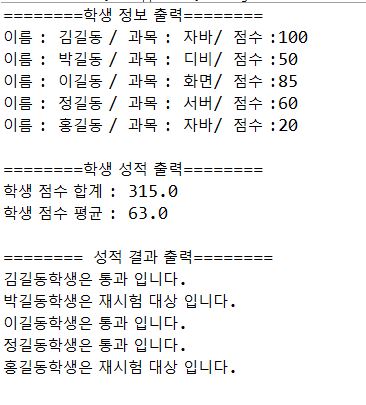 ========학생 정보 출력========
이름 : 김길동 / 과목 : 자바/ 점수 :100
이름 : 박길동 / 과목 : 디비/ 점수 :50
이름 : 이길동 / 과목 : 화면/ 점수 :85
이름 : 정길동 / 과목 : 서버/ 점수 :60
이름 : 홍길동 / 과목 : 자바/ 점수 :20
========학생 성적 출력========
학생 점수 합계 : 315.0
학생 점수 평균 : 63.0
======== 성적 결과 출력========
김길동학생은 통과 입니다.
박길동학생은 재시험 대상 입니다.
이길동학생은 통과 입니다.
정길동학생은 통과 입니다.
홍길동학생은 재시험 대상 입니다.